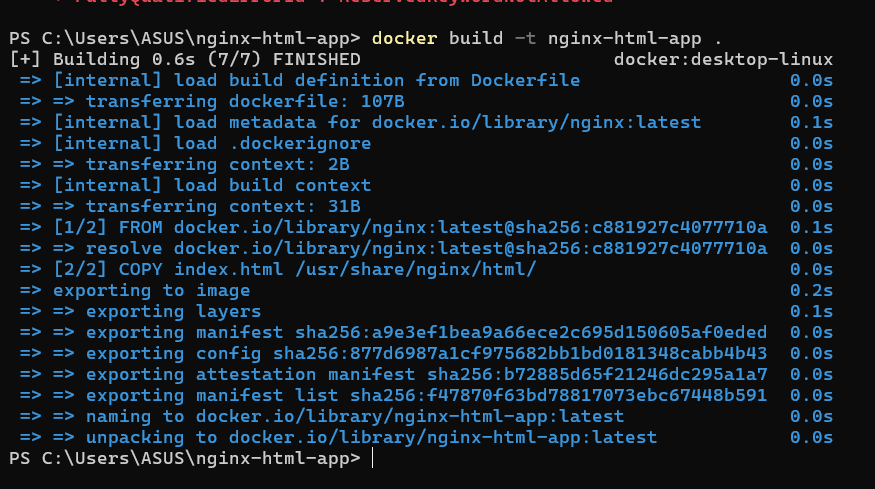 PS C:\Users\ASUS\nginx-html-app> docker build -t nginx-html-app .
[+] Building 0.6s (7/7) FINISHED docker:desktop-linux
=> [internal] load build definition from Dockerfile 0.0s
=> => transferring dockerfile: 107B 0.0s
=> [internal] load metadata for docker.io/library/nginx:latest 0.1s
=> [internal] load .dockerignore 0.0s
=> => transferring context: 2B 0.0s
=> [internal] load build context 0.0s
=> => transferring context: 31B 0.0s
=> [1/2] FROM docker.io/library/nginx:latest@sha256:c881927c4077710a 0.1s
=> => resolve docker.io/library/nginx:latest@sha256:c881927c4077710a 0.0s
=> [2/2] COPY index.html /usr/share/nginx/html/ 0.0s
=> exporting to image 0.2s
=> => exporting layers 0.1s
=> => exporting manifest sha256:a9e3ef1bea9a66ece2c695d150605af0eded 0.0s
=> => exporting config sha256:877d6987a1cf975682bb1bd0181348cabb4b43 0.0s
=> => exporting attestation manifest sha256:b72885d65f21246dc295a1a7 0.0s
=> => exporting manifest list sha256:f47870f63bd78817073ebc67448b591 0.0s
=> => naming to docker.io/library/nginx-html-app:latest 0.0s
=> => unpacking to docker.io/library/nginx-html-app:latest 0.0s
PS C:\Users\ASUS\nginx-html-app>